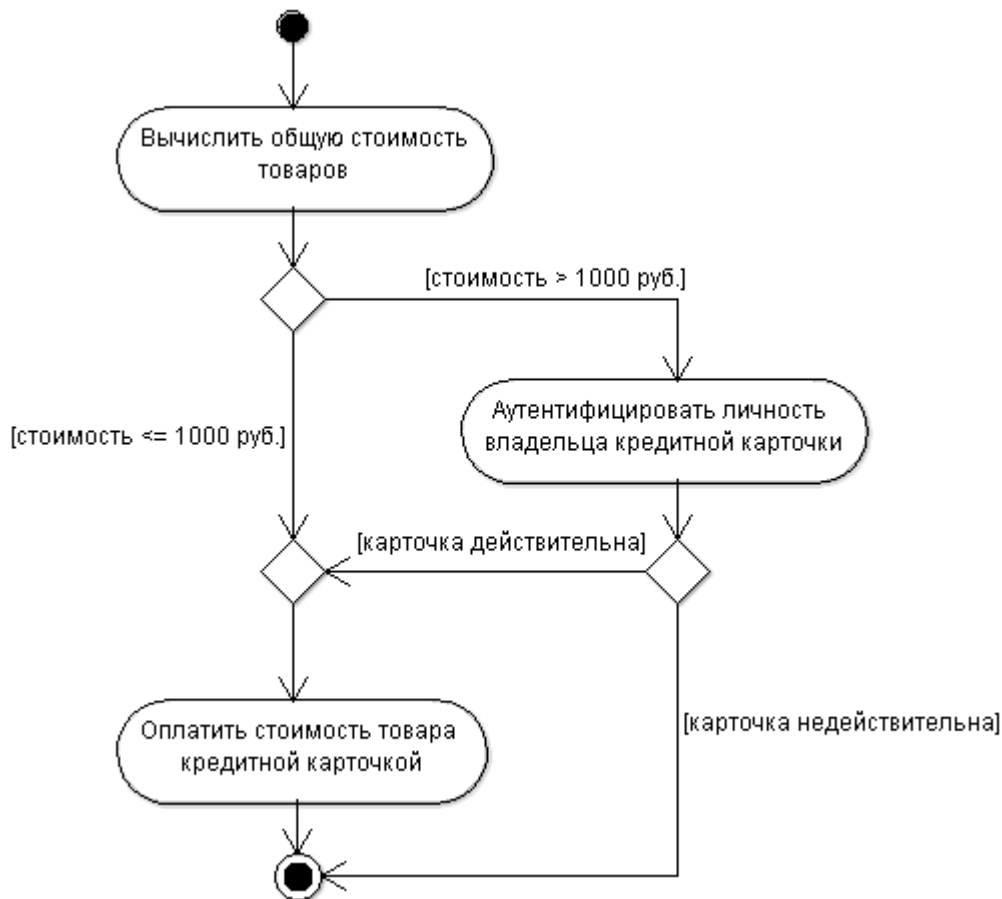 Вычислить общую стоимость
товаров
[стоимость > 1000 руб.]
Аутентифицировать личность
владельца кредитной карточки
[стоимость <= 1000 руб.]
[карточка действительна]
Оплатить стоимость товара
кредитной карточкой
[карточка недействительна]